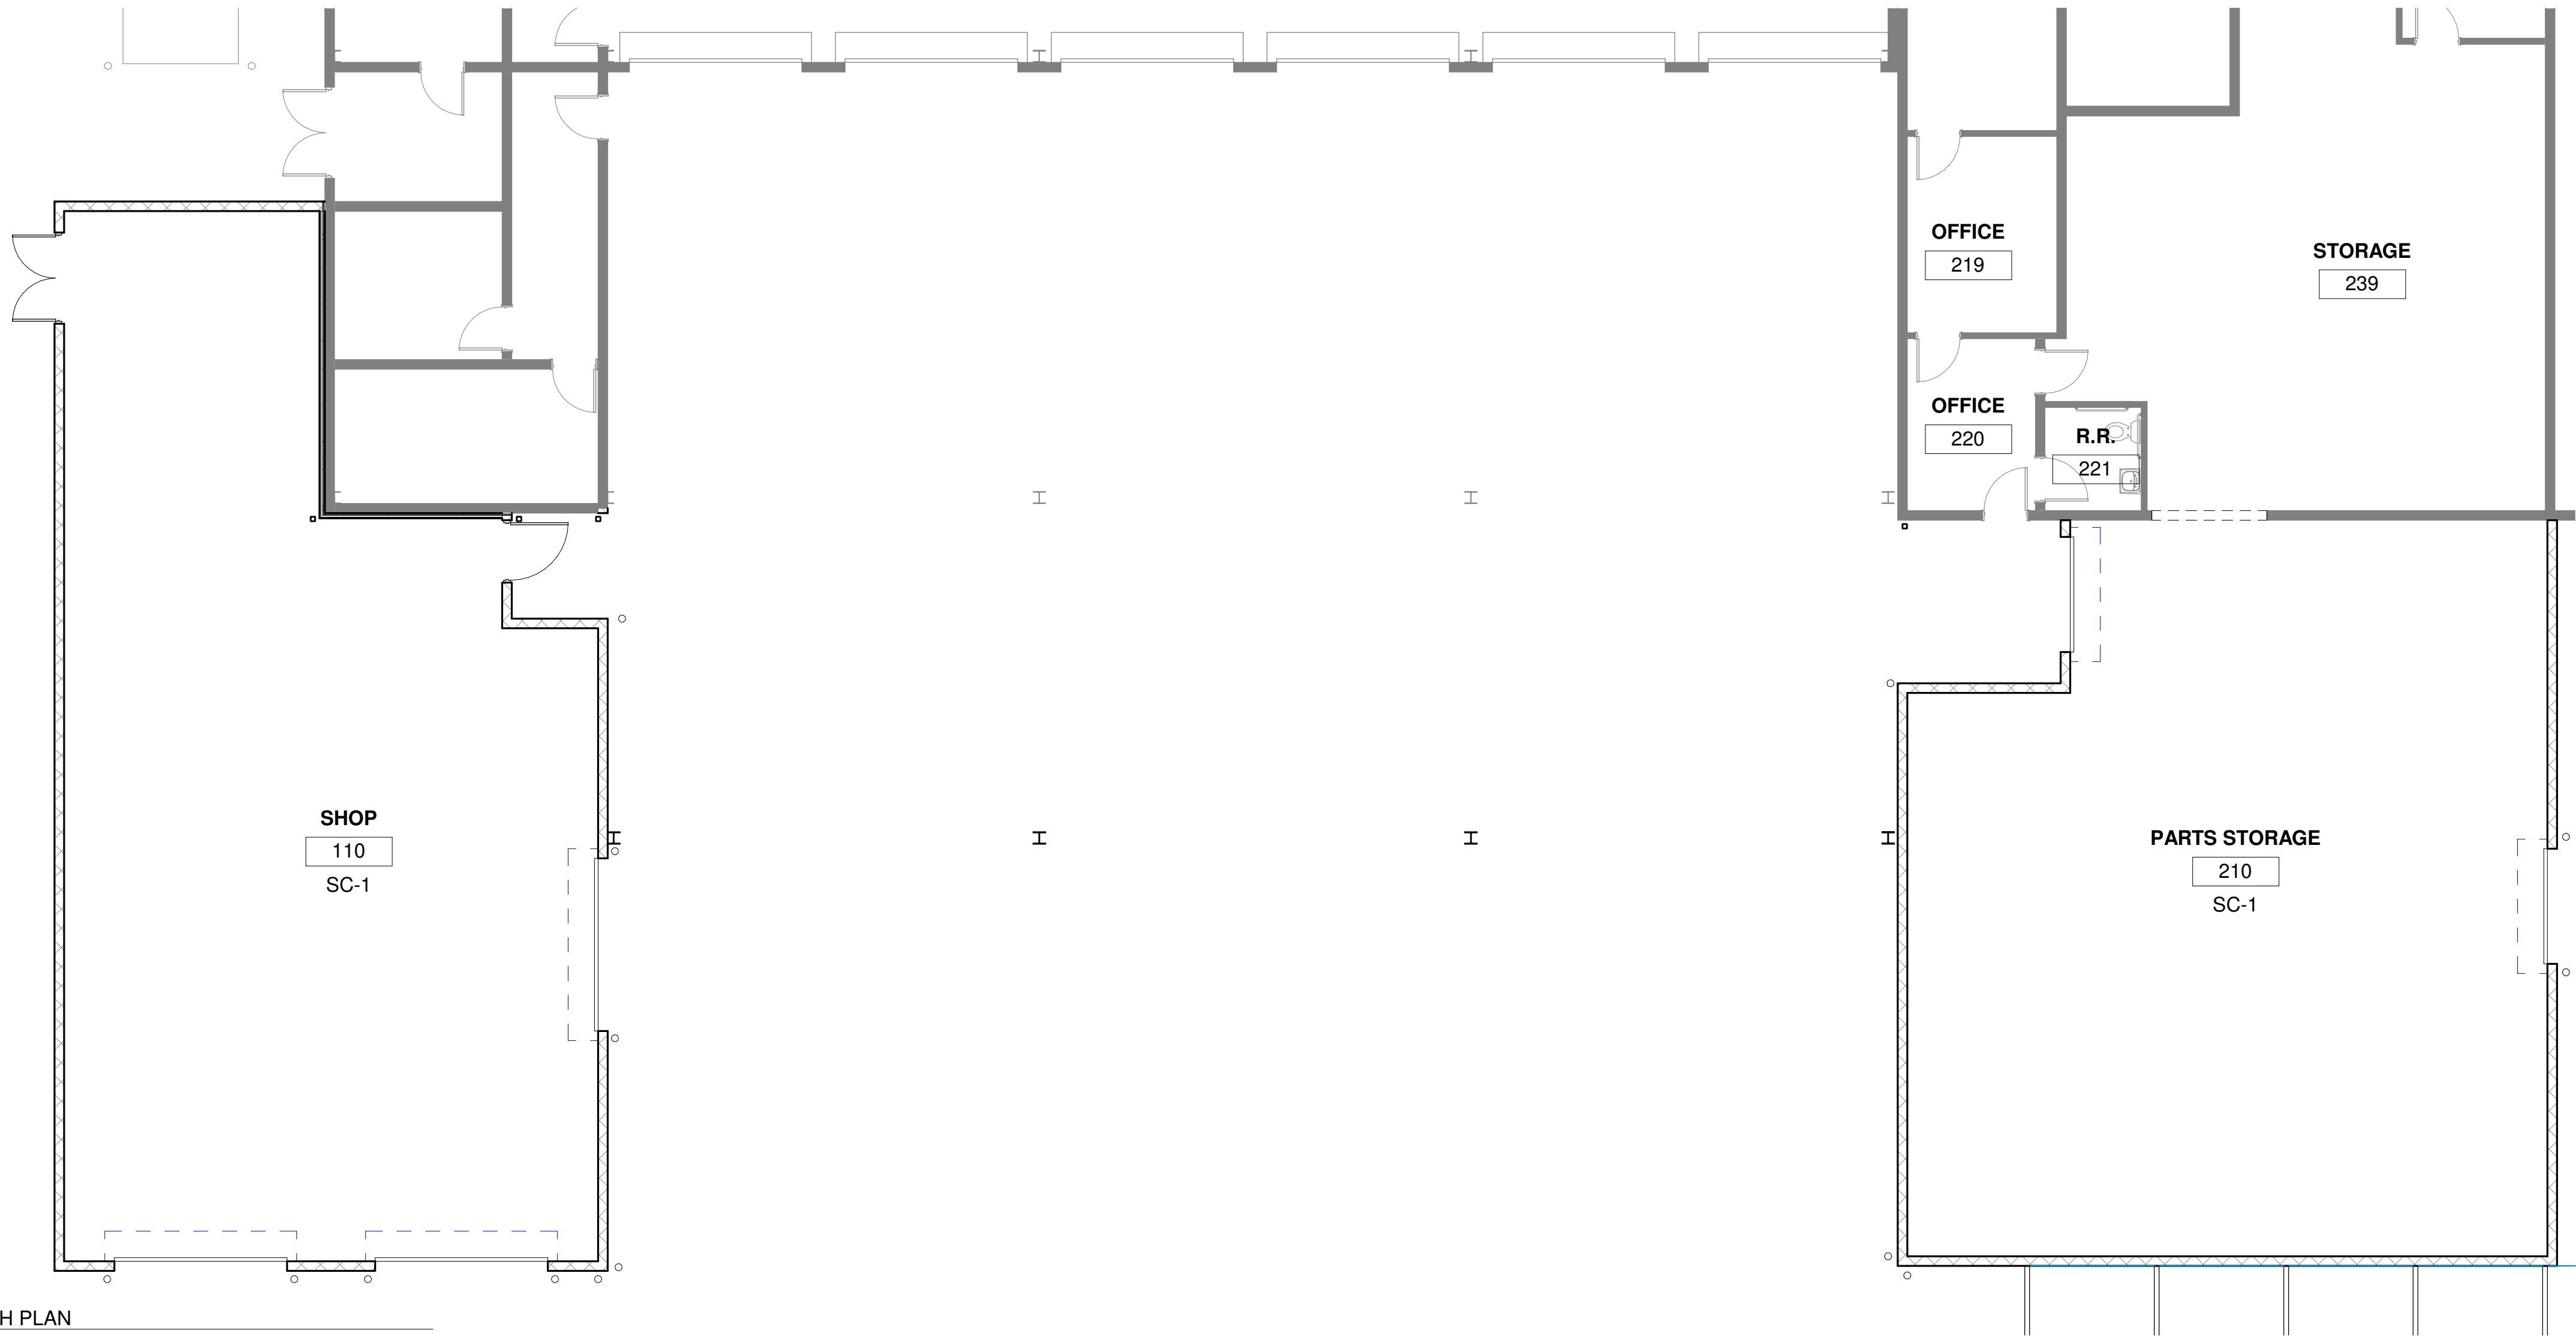 OFFICE
219
STORAGE
239
OFFICE
220
R.R.
221
SHOP
110
SC-1
PARTS STORAGE
210
SC-1
H PLAN